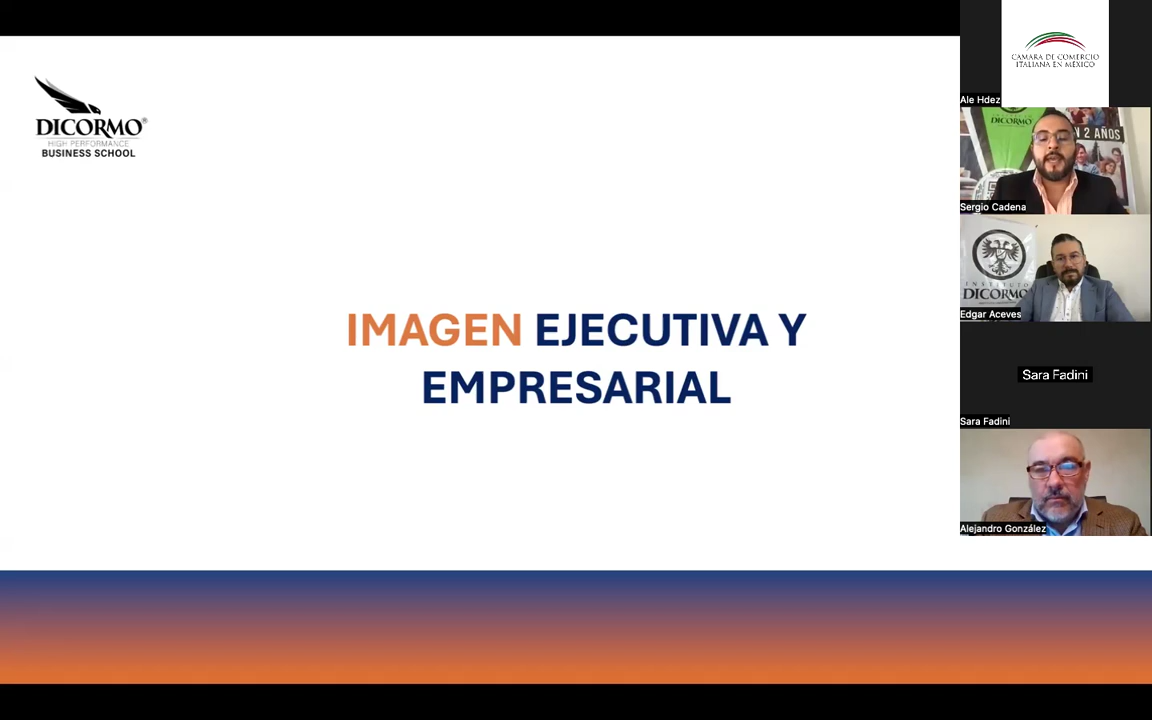 DICORMO®
HIGH PERFORMANCE
BUSINESS SCHOOL
IMAGEN EJECUTIVA Y
EMPRESARIAL
CAMARA DE COMERCIO
ITALIANA EN MÉXICO
Ale Hdez
DICORMO
N 2 AÑOS
Sergio Cadena
INSTITUTO
DICORMO
Edgar Aceves
Sara Fadini
Sara Fadini
Alejandro González